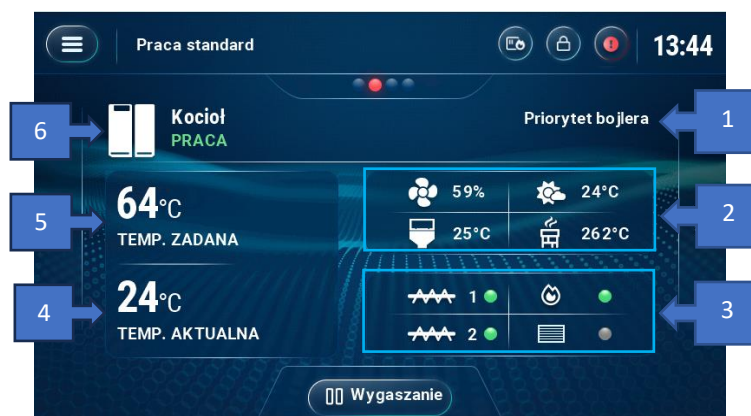 Praca standard
13:44
6
Kocioł
PRACA
Priorytet bojlera
1
5
64°C
TEMP. ZADANA
59%
24°C
25°C
262°C
2
4
24°C
TEMP. AKTUALNA
1
2
3
Wygaszanie